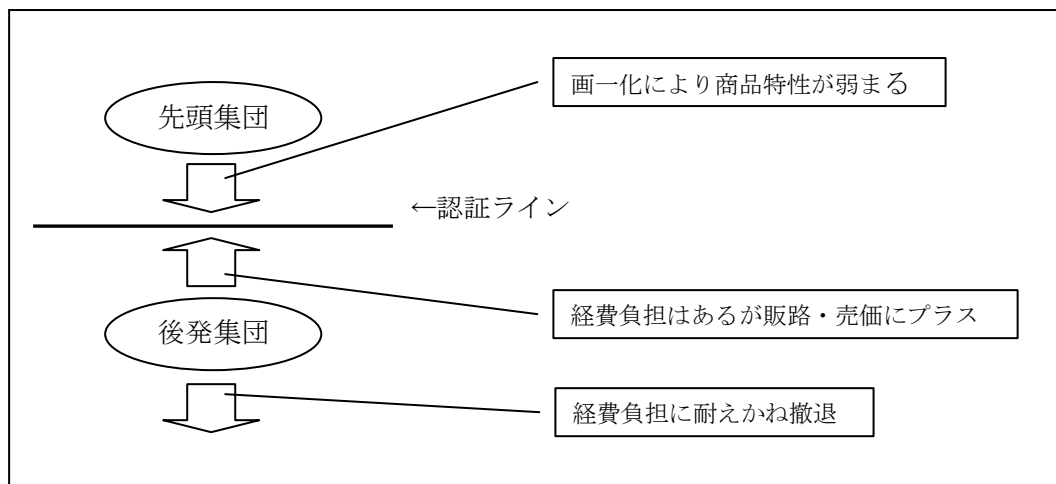 画一化により商品特性が弱まる
先頭集団
←認証ライン
経費負担はあるが販路・売価にプラス
後発集団
経費負担に耐えかね撤退